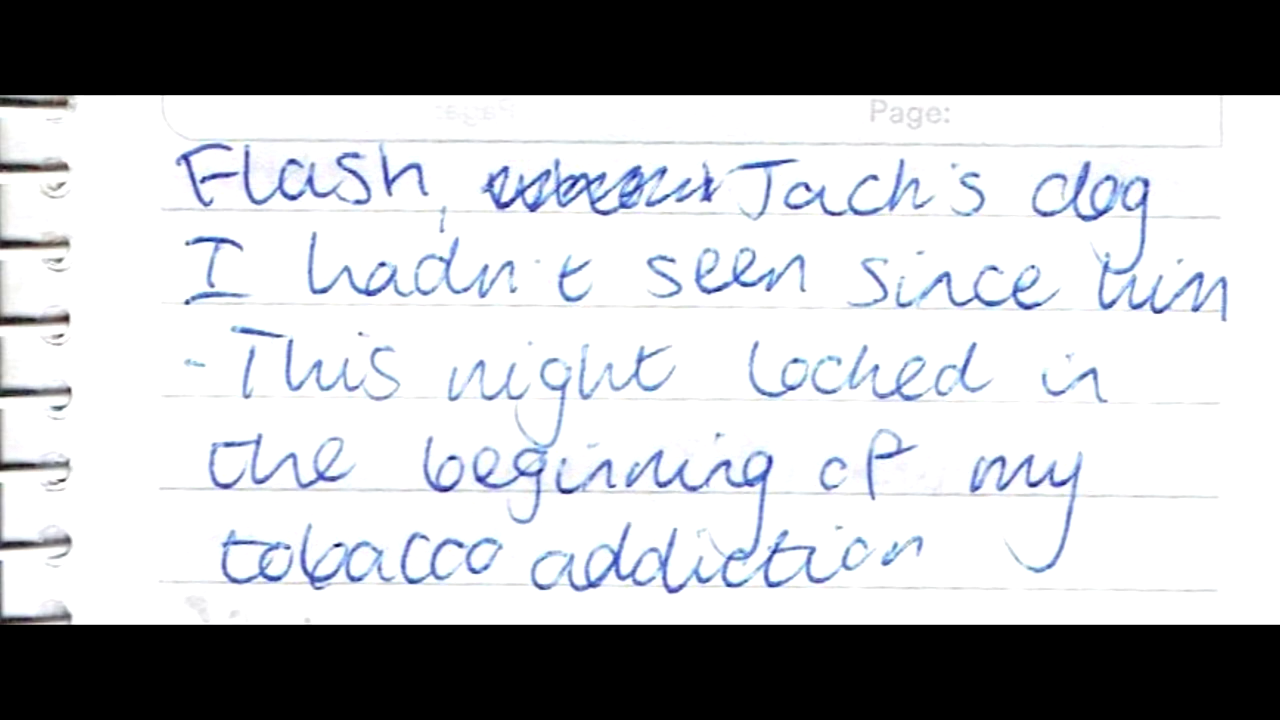 Page:
Flash, Jack's dog
I hadn't seen since him
- This night locked in
the beginning of my
tobacco addiction